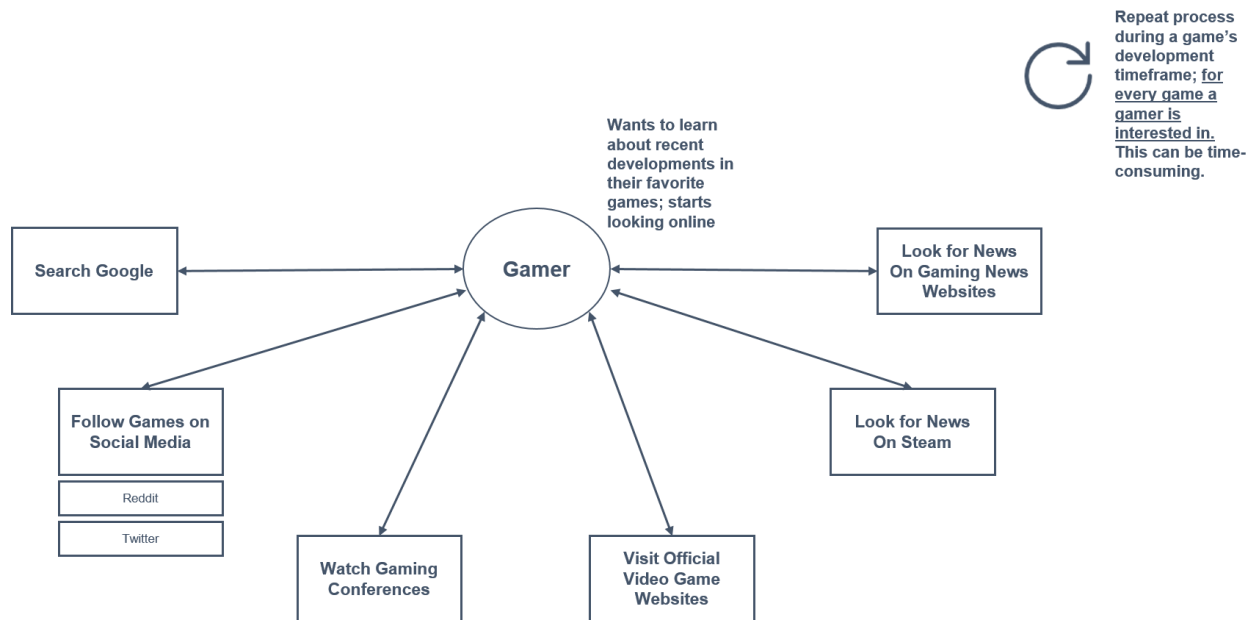 Repeat process
during a game's
development
timeframe; for
every game a
gamer is
interested in.
This can be time-
consuming.
Wants to learn
about recent
developments in
their favorite
games; starts
looking online
Gamer
Search Google
Look for News
On Gaming News
Websites
Follow Games on
Social Media
Reddit
Twitter
Look for News
On Steam
Watch Gaming
Conferences
Visit Official
Video Game
Websites